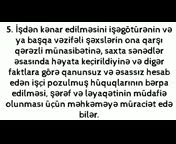 5. İşdən kənar edilməsini işəgötürənin və
ya başqa vəzifəli şəxslərin ona qarşı
qərəzli münasibətinə, saxta sənədlər
əsasında həyata keçirildiyinə və digər
faktlara görə qanunsuz və əsassız hesab
edən işçi pozulmuş hüquqlarının bərpa
edilməsi, şərəf və ləyaqətinin müdafiə
olunması üçün məhkəməyə müraciət edə
bilər.